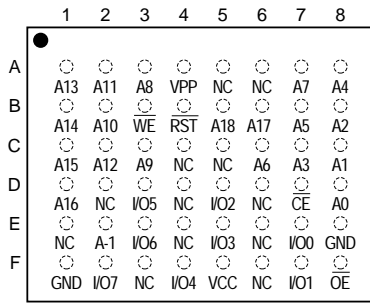 1 2 3 4 5 6 7 8
A
A13 A11 A8 VPP NC NC A7 A4
B
A14 A10 WE RST A18 A17 A5 A2
C
A15 A12 A9 NC NC A6 A3 A1
D
A16 NC I/O5 NC I/O2 NC CE A0
E
NC A-1 I/O6 NC I/O3 NC I/O0 GND
F
GND I/O7 NC I/O4 VCC NC I/O1 OE